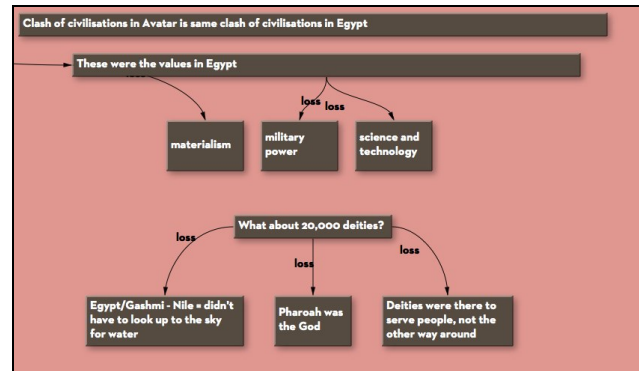 Clash of civilisations in Avatar is same clash of civilisations in Egypt
These were the values in Egypt
loss
loss
loss
materialism
military
power
science and
technology
What about 20,000 deities?
loss
loss
loss
Egypt/Gashmi - Nile = didn't
have to look up to the sky
for water
Pharoah was
the God
Deities were there to
serve people, not the
other way around